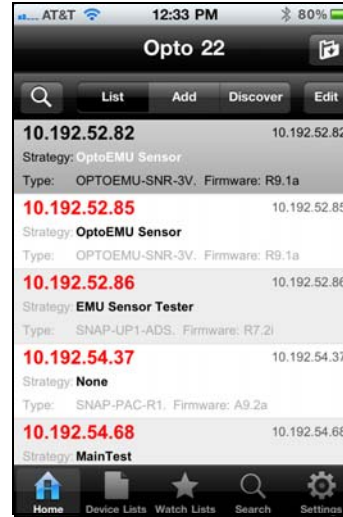 AT&T 12:33 PM 80%
Opto 22
List Add Discover Edit
10.192.52.82 10.192.52.82
Strategy: OptoEMU Sensor
Type: OPTOEMU-SNR-3V. Firmware: R9.1a
10.192.52.85 10.192.52.85
Strategy: OptoEMU Sensor
Type: OPTOEMU-SNR-3V. Firmware: R9.1a
10.192.52.86 10.192.52.86
Strategy: EMU Sensor Tester
Type: SNAP-UP1-ADS. Firmware: R7.2i
10.192.54.37 10.192.54.37
Strategy: None
Type: SNAP-PAC-R1. Firmware: A9.2a
10.192.54.68 10.192.54.68
Strategy: MainTest
Home Device Lists Watch Lists Search Settings